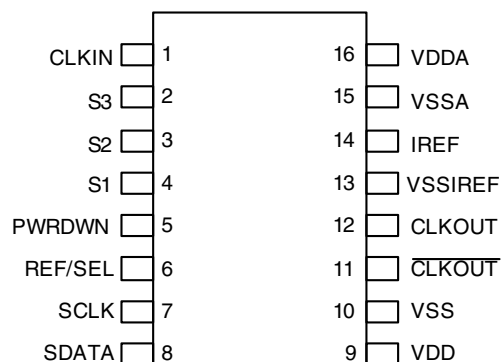 CLKIN 1 16 VDDA
S3 2 15 VSSA
S2 3 14 IREF
S1 4 13 VSSIREF
PWRDWN 5 12 CLKOUT
REF/SEL 6 11 C̅L̅K̅O̅U̅T̅
SCLK 7 10 VSS
SDATA 8 9 VDD